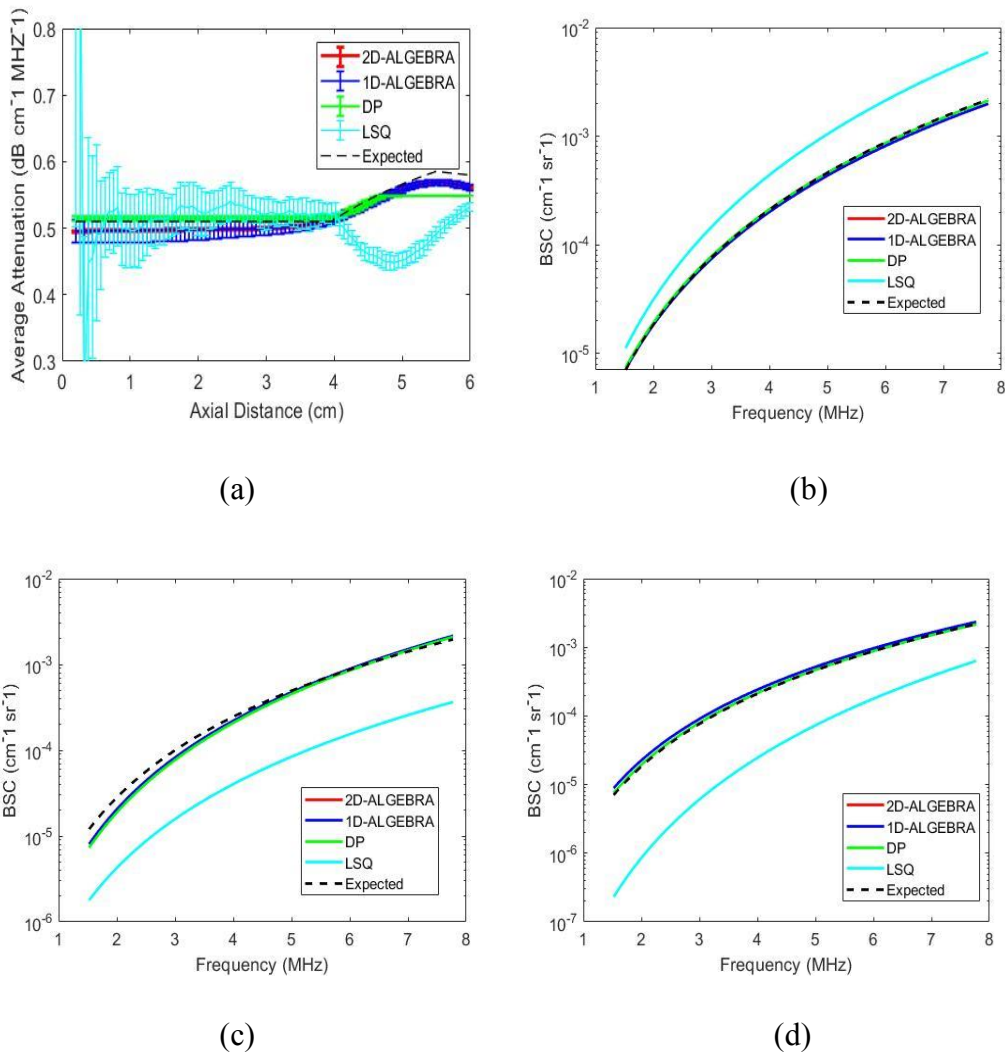 0.8
0.7
0.6
0.5
0.4
0.3
Average Attenuation (dB cm⁻1 MHZ⁻1)
0 1 2 3 4 5 6
Axial Distance (cm)
2D-ALGEBRA
1D-ALGEBRA
DP
LSQ
Expected
(a)
10⁻²
10⁻³
10⁻⁴
10⁻⁵
BSC (cm⁻1 sr⁻1)
1 2 3 4 5 6 7 8
Frequency (MHz)
2D-ALGEBRA
1D-ALGEBRA
DP
LSQ
Expected
(b)
10⁻²
10⁻³
10⁻⁴
10⁻⁵
10⁻⁶
BSC (cm⁻1 sr⁻1)
1 2 3 4 5 6 7 8
Frequency (MHz)
2D-ALGEBRA
1D-ALGEBRA
DP
LSQ
Expected
(c)
10⁻²
10⁻³
10⁻⁴
10⁻⁵
10⁻⁶
10⁻⁷
BSC (cm⁻1 sr⁻1)
1 2 3 4 5 6 7 8
Frequency (MHz)
2D-ALGEBRA
1D-ALGEBRA
DP
LSQ
Expected
(d)